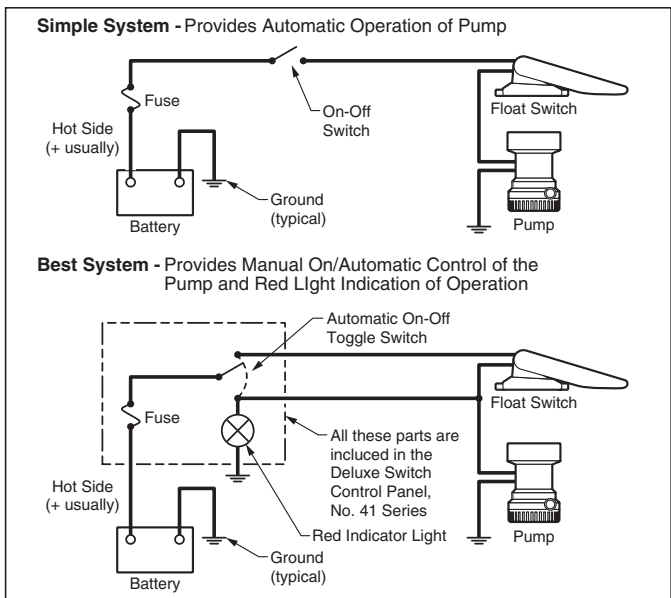 Simple System - Provides Automatic Operation of Pump
Fuse
On-Off
Switch
Float Switch
Hot Side
(+ usually)
Ground
(typical)
Battery
Pump
Best System - Provides Manual On/Automatic Control of the
Pump and Red LIght Indication of Operation
Automatic On-Off
Toggle Switch
Float Switch
Fuse
All these parts are
inclucled in the
Deluxe Switch
Control Panel,
No. 41 Series
Hot Side
(+ usually)
Red Indicator Light
Pump
Ground
(typical)
Battery